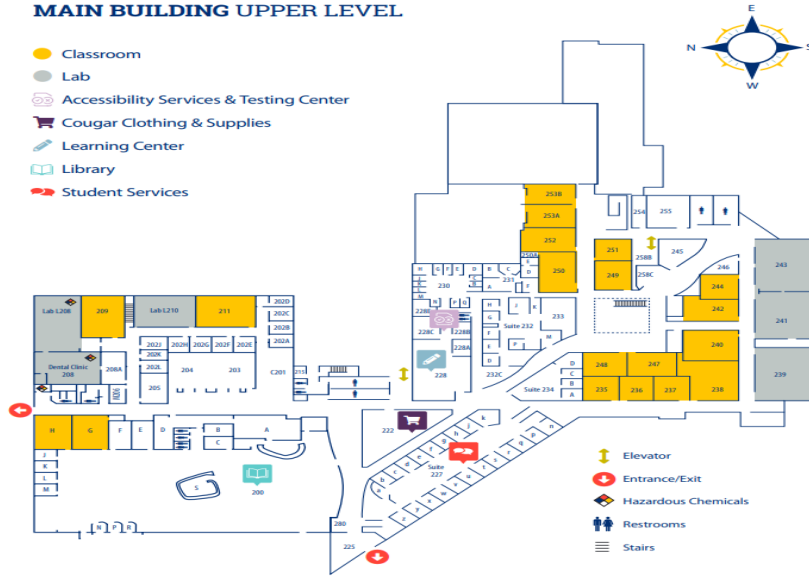 MAIN BUILDING UPPER LEVEL
E
N
S
W
Classroom
Lab
Accessibility Services & Testing Center
Cougar Clothing & Supplies
Learning Center
Library
Student Services
253B
253A
252
250A
250
251
249
254
255
258B
258C
245
246
244
242
243
241
240
239
238
248
247
235
236
237
D
C
B
A
H
G
F
E
D
C
B
A
230
231
E
D
F
M
N
P
Q
228B
228C
228B
228A
228
H
G
F
E
D
F
K
Suite 232
P
M
233
232C
Suite 234
Lab L208
209
Lab L210
211
202D
202C
202B
202A
202J
202H
202G
202F
202E
202K
202L
205
204
203
C201
213
Dental Clinic
208
208A
H
G
F
E
D
B
C
A
J
K
L
M
S
200
N
P
R
280
225
222
Suite
227
a
b
c
d
e
f
g
h
j
k
n
p
q
r
s
t
u
v
w
x
y
z
Elevator
Entrance/Exit
Hazardous Chemicals
Restrooms
Stairs